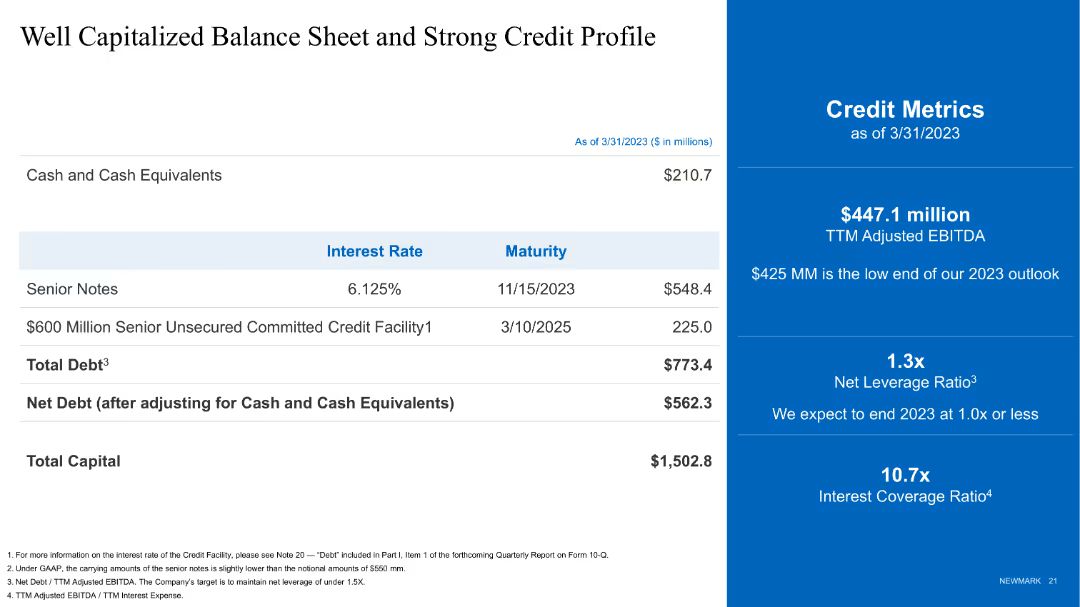 Well Capitalized Balance Sheet and Strong Credit Profile
As of 3/31/2023 ($ in millions)
Cash and Cash Equivalents $210.7
Interest Rate Maturity
Senior Notes 6.125% 11/15/2023 $548.4
$600 Million Senior Unsecured Committed Credit Facility1 3/10/2025 225.0
Total Debt3 $773.4
Net Debt (after adjusting for Cash and Cash Equivalents) $562.3
Total Capital $1,502.8
Credit Metrics
as of 3/31/2023
$447.1 million
TTM Adjusted EBITDA
$425 MM is the low end of our 2023 outlook
1.3x
Net Leverage Ratio3
We expect to end 2023 at 1.0x or less
10.7x
Interest Coverage Ratio4
1. For more information on the interest rate of the Credit Facility, please see Note 20 — “Debt” included in Part I, Item 1 of the forthcoming Quarterly Report on Form 10-Q.
2. Under GAAP, the carrying amounts of the senior notes is slightly lower than the notional amounts of $550 mm.
3. Net Debt / TTM Adjusted EBITDA. The Company's target is to maintain net leverage of under 1.5X.
4. TTM Adjusted EBITDA / TTM Interest Expense.
NEWMARK 21